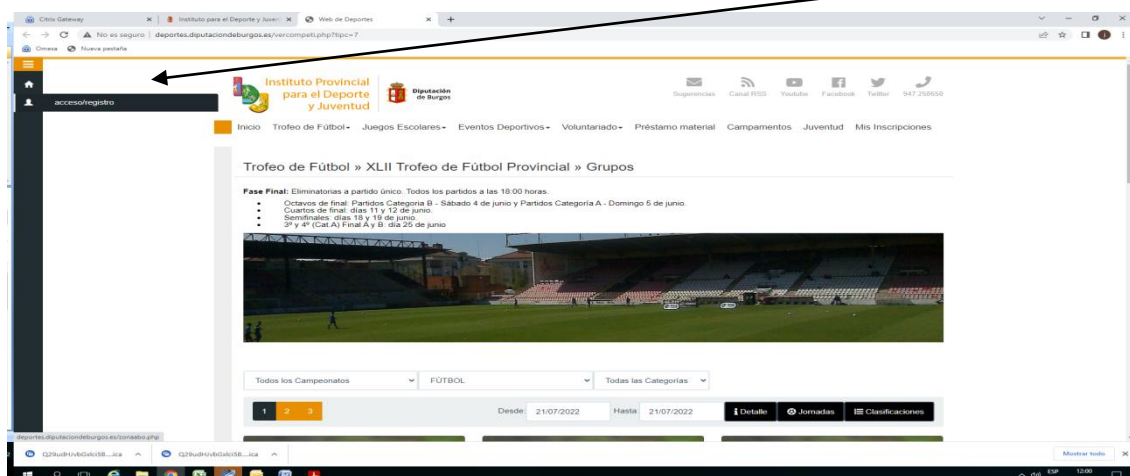 Citrix Gateway
Instituto para el Deporte y Juven
Web de Deportes
No es seguro
deportes.diputaciondeburgos.es/vercompeti.php?tipc=7
Omesa
Nueva pestaña
Instituto Provincial
para el Deporte
y Juventud
Diputación
de Burgos
Sugerencias Canal RSS Youtube Facebook Twitter 947 258650
acceso/registro
Inicio Trofeo de Fútbol Juegos Escolares Eventos Deportivos Voluntariado Préstamo material Campamentos Juventud Mis Inscripciones
Trofeo de Fútbol » XLII Trofeo de Fútbol Provincial » Grupos
Fase Final: Eliminatorias a partido único. Todos los partidos a las 18:00 horas.
• Octavos de final: Partidos Categoria B - Sábado 4 de junio y Partidos Categoría A - Domingo 5 de junio.
• Cuartos de final: días 11 y 12 de junio.
• Semifinales: días 18 y 19 de junio.
• 3º y 4º (Cat.A) Final A y B: día 25 de junio
Todos los Campeonatos FÚTBOL Todas las Categorías
1 2 3 Desde: 21/07/2022 Hasta: 21/07/2022 Detalle Jornadas Clasificaciones
deportes.diputaciondeburgos.es/zonaabo.php
Mostrar todo
ESP 12:00